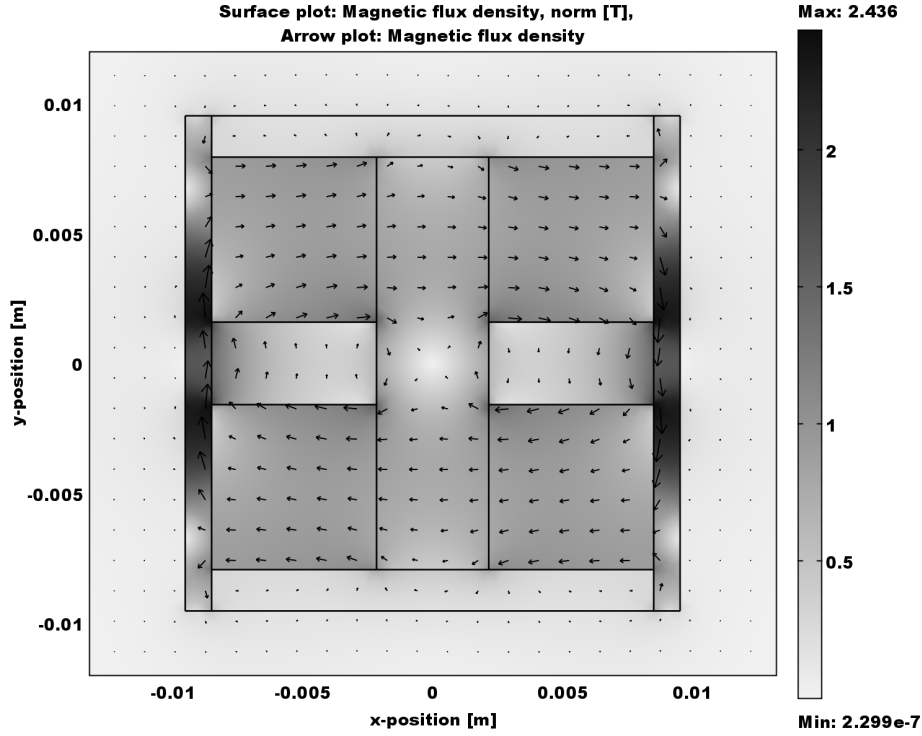 Surface plot: Magnetic flux density, norm [T],
Arrow plot: Magnetic flux density
Max: 2.436
0.01
0.005
0
-0.005
-0.01
y-position [m]
-0.01
-0.005
0
0.005
0.01
x-position [m]
2
1.5
1
0.5
Min: 2.299e-7